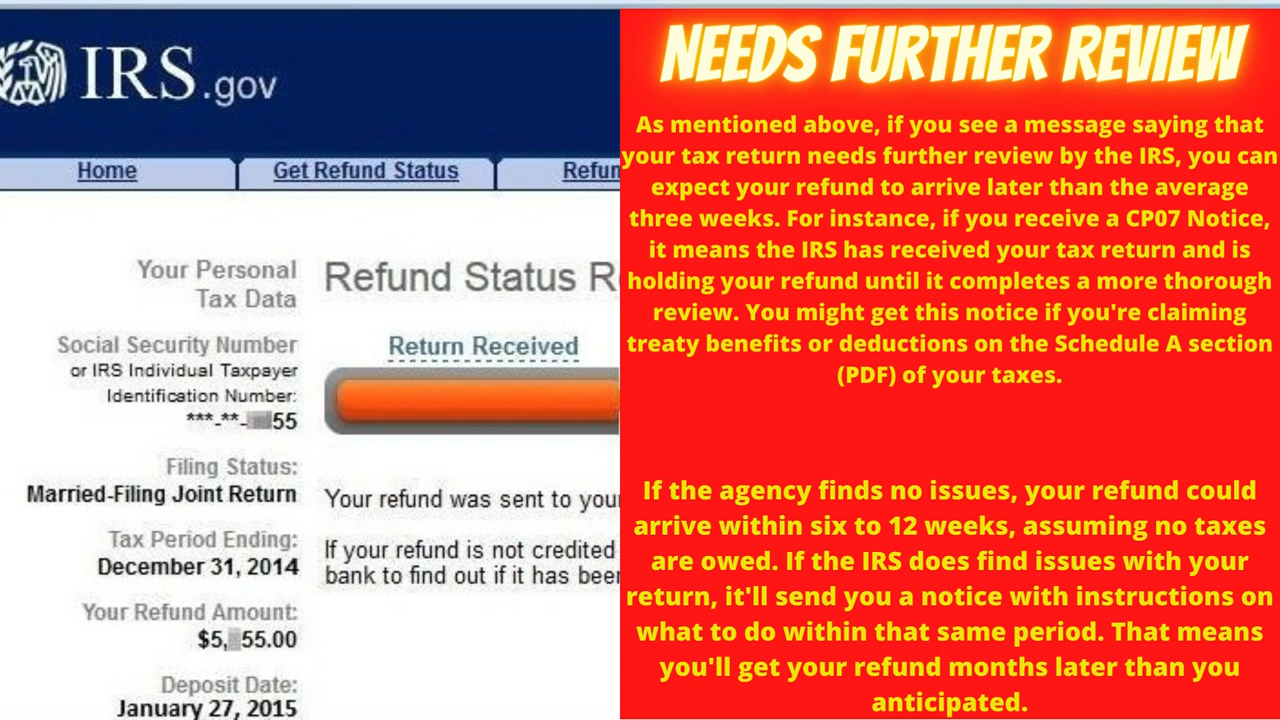 IRS.gov
Home
Get Refund Status
Your Personal
Tax Data
Social Security Number
or IRS Individual Taxpayer
Identification Number:
***-**-55
Filing Status:
Married-Filing Joint Return
Tax Period Ending:
December 31, 2014
Your Refund Amount:
$5, 55.00
Deposit Date:
January 27, 2015
Refund Status
Return Received
Your refund was sent to
If your refund is not credited
bank to find out if it has
NEEDS FURTHER REVIEW
As mentioned above, if you see a message saying that
your tax return needs further review by the IRS, you can
expect your refund to arrive later than the average
three weeks. For instance, if you receive a CP07 Notice,
it means the IRS has received your tax return and is
holding your refund until it completes a more thorough
review. You might get this notice if you're claiming
treaty benefits or deductions on the Schedule A section
(PDF) of your taxes.
If the agency finds no issues, your refund could
arrive within six to 12 weeks, assuming no taxes
are owed. If the IRS does find issues with your
return, it'll send you a notice with instructions on
what to do within that same period. That means
you'll get your refund months later than you
anticipated.